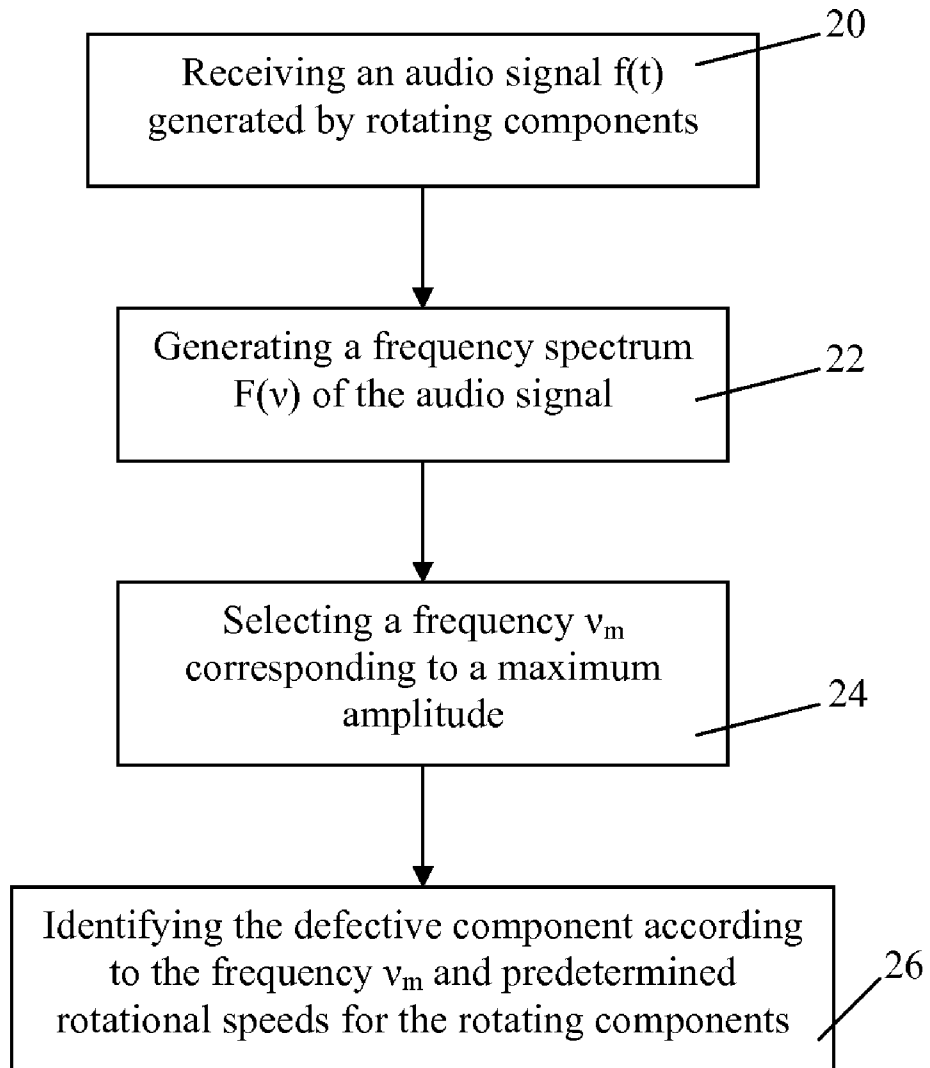 20
Receiving an audio signal f(t)
generated by rotating components
Generating a frequency spectrum
F(ν) of the audio signal
22
Selecting a frequency νm
corresponding to a maximum
amplitude
24
Identifying the defective component according
to the frequency νm and predetermined
rotational speeds for the rotating components
26